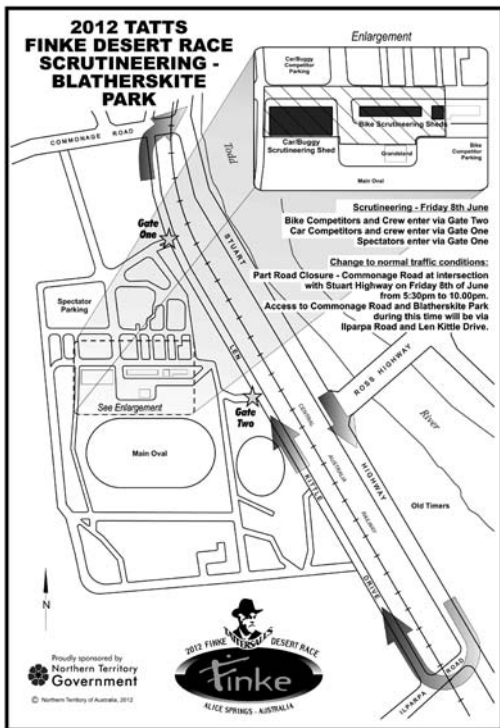 2012 TATTS
FINKE DESERT RACE
SCRUTINEERING -
BLATHERSKITE
PARK
Enlargement
Car/Buggy
Competitor
Parking
Car/Buggy
Scrutineering Shed
Bike Scrutineering Sheds
Grandstand
Bike
Competitor
Parking
Main Oval
COMMONAGE ROAD
Todd
Scrutineering - Friday 8th June
Bike Competitors and Crew enter via Gate Two
Car Competitors and crew enter via Gate One
Spectators enter via Gate One
Change to normal traffic conditions:
Part Road Closure - Commonage Road at intersection
with Stuart Highway on Friday 8th of June
from 5:30pm to 10.00pm.
Access to Commonage Road and Blatherskite Park
during this time will be via
Ilparpa Road and Len Kittle Drive.
Gate
One
STUART
HIGHWAY
Spectator
Parking
LEN
KITTLE
DRIVE
See Enlargement
Gate
Two
CENTRAL
AUSTRALIA
RAILWAY
ROSS HIGHWAY
River
Main Oval
Old Timers
N
ILPARPA ROAD
Proudly sponsored by
Northern Territory
Government
© Northern Territory of Australia, 2012
2012 FINKE DESERT RACE
TATTERSALLS
Finke
ALICE SPRINGS - AUSTRALIA